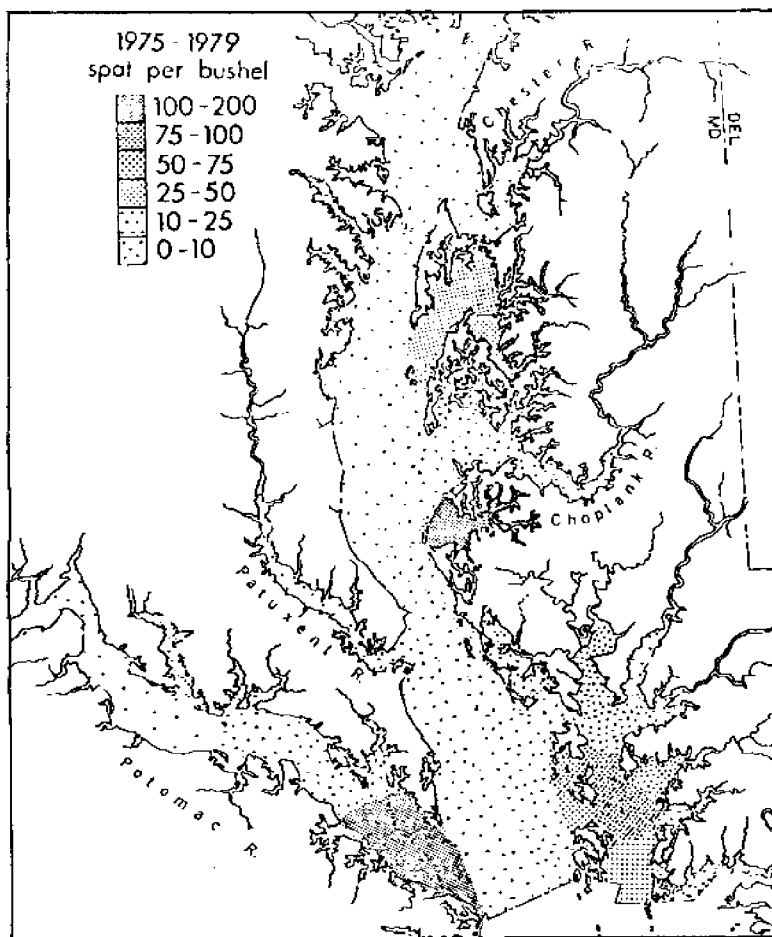 1975 - 1979
spat per bushel
100 - 200
75 - 100
50 - 75
25 - 50
10 - 25
0 - 10
Chester R.
DEL
MD
Choptank R.
Patuxent R.
Potomac R.